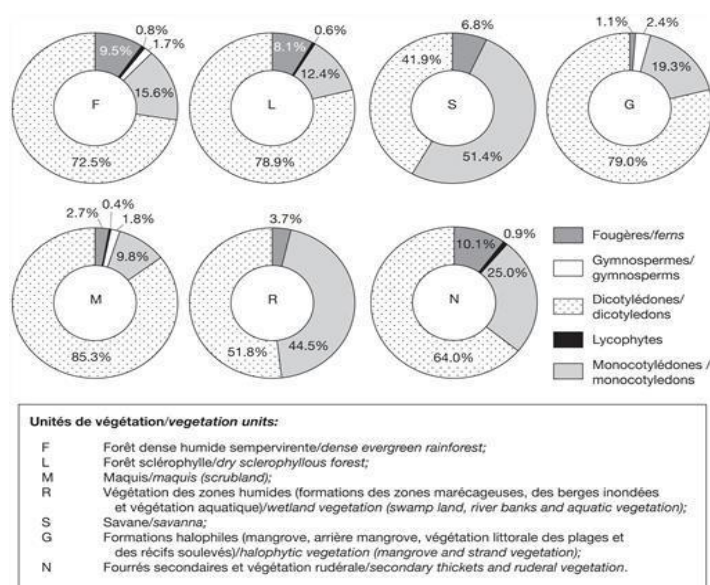 0.8%
1.7%
9.5%
15.6%
F
72.5%
0.6%
8.1%
12.4%
L
78.9%
6.8%
41.9%
S
51.4%
1.1%
2.4%
19.3%
G
79.0%
0.4%
2.7%
1.8%
9.8%
M
85.3%
3.7%
R
51.8%
44.5%
0.9%
10.1%
25.0%
N
64.0%
Fougères/ferns
Gymnospermes/
gymnosperms
Dicotylédones/
dicotyledons
Lycophytes
Monocotylédones /
monocotyledons
Unités de végétation/vegetation units:
F Forêt dense humide sempervirente/dense evergreen rainforest;
L Forêt sclérophylle/dry sclerophyllous forest;
M Maquis/maquis (scrubland);
R Végétation des zones humides (formations des zones marécageuses, des berges inondées
et végétation aquatique)/wetland vegetation (swamp land, river banks and aquatic vegetation);
S Savane/savanna;
G Formations halophiles (mangrove, arrière mangrove, végétation littorale des plages et
des récifs soulevés)/halophytic vegetation (mangrove and strand vegetation);
N Fourrés secondaires et végétation rudérale/secondary thickets and ruderal vegetation.